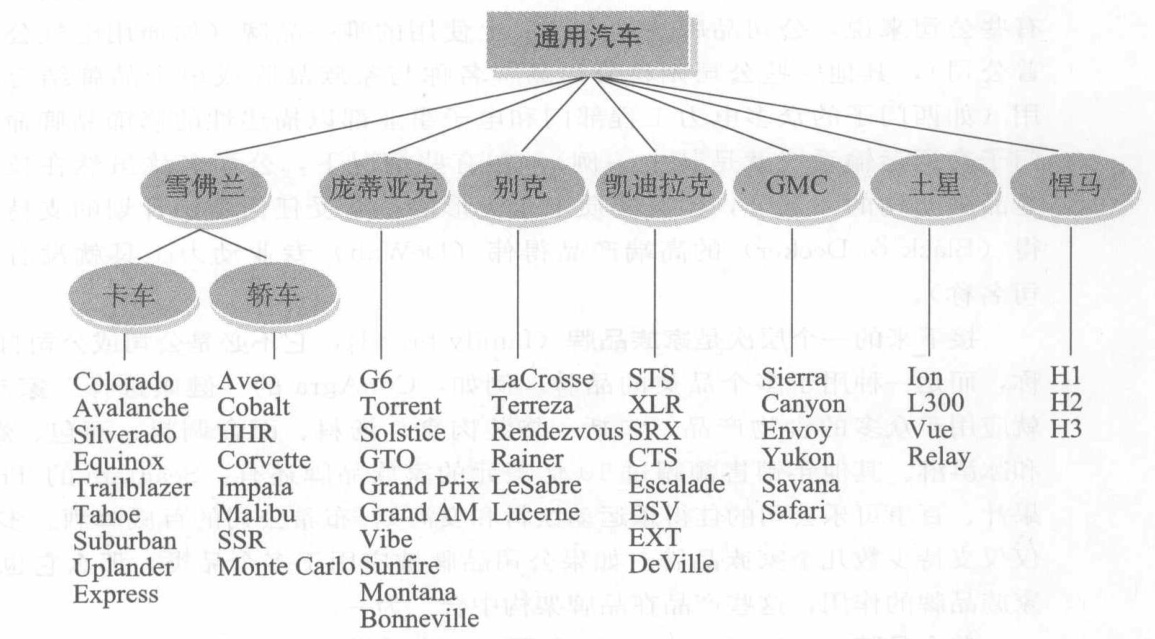 通用汽车
雪佛兰
庞蒂亚克
别克
凯迪拉克
GMC
土星
悍马
卡车
轿车
Colorado
Avalanche
Silverado
Equinox
Trailblazer
Tahoe
Suburban
Uplander
Express
Aveo
Cobalt
HHR
Corvette
Impala
Malibu
SSR
Monte Carlo
G6
Torrent
Solstice
GTO
Grand Prix
Grand AM
Vibe
Sunfire
Montana
Bonneville
LaCrosse
Terreza
Rendezvous
Rainer
LeSabre
Lucerne
STS
XLR
SRX
CTS
Escalade
ESV
EXT
DeVille
Sierra
Canyon
Envoy
Yukon
Savana
Safari
Ion
L300
Vue
Relay
H1
H2
H3